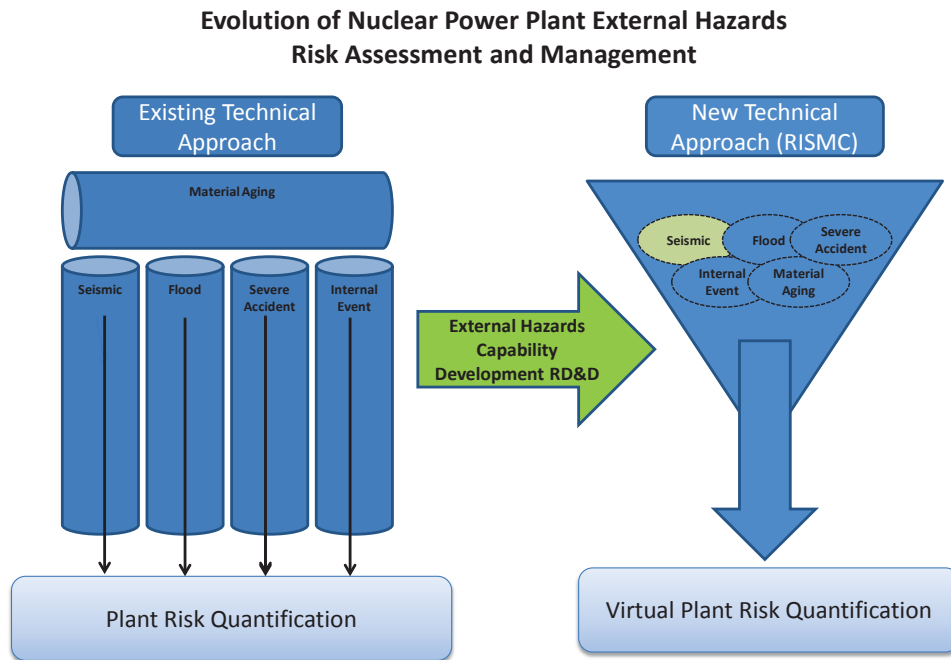 Evolution of Nuclear Power Plant External Hazards
Risk Assessment and Management
Existing Technical
Approach
Material Aging
Seismic
Flood
Severe
Accident
Internal
Event
Plant Risk Quantification
External Hazards
Capability
Development RD&D
New Technical
Approach (RISMC)
Seismic
Flood
Severe
Accident
Internal
Event
Material
Aging
Virtual Plant Risk Quantification